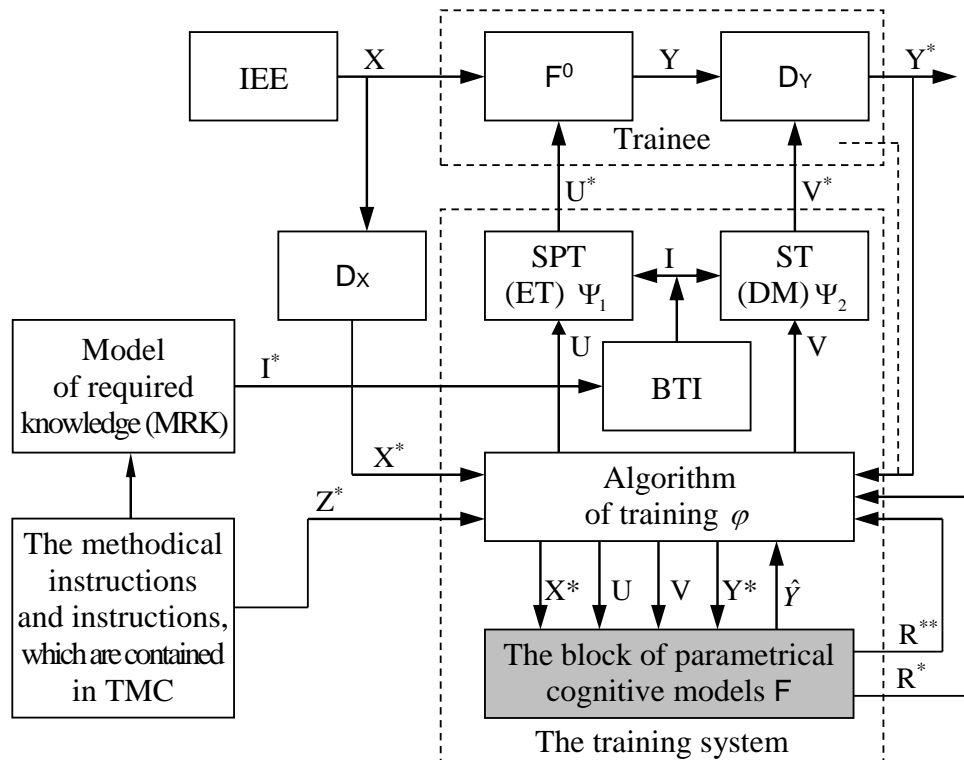 X
Y
Y*
IEE
F⁰
D_Y
Trainee
U*
V*
D_X
SPT
(ET) Ψ₁
I
ST
(DM) Ψ₂
U
V
Model
of required
knowledge (MRK)
I*
BTI
X*
Z*
Algorithm
of training φ
The methodical
instructions
and instructions,
which are contained
in TMC
X*
U
V
Y*
Ŷ
R**
R*
The block of parametrical
cognitive models F
The training system